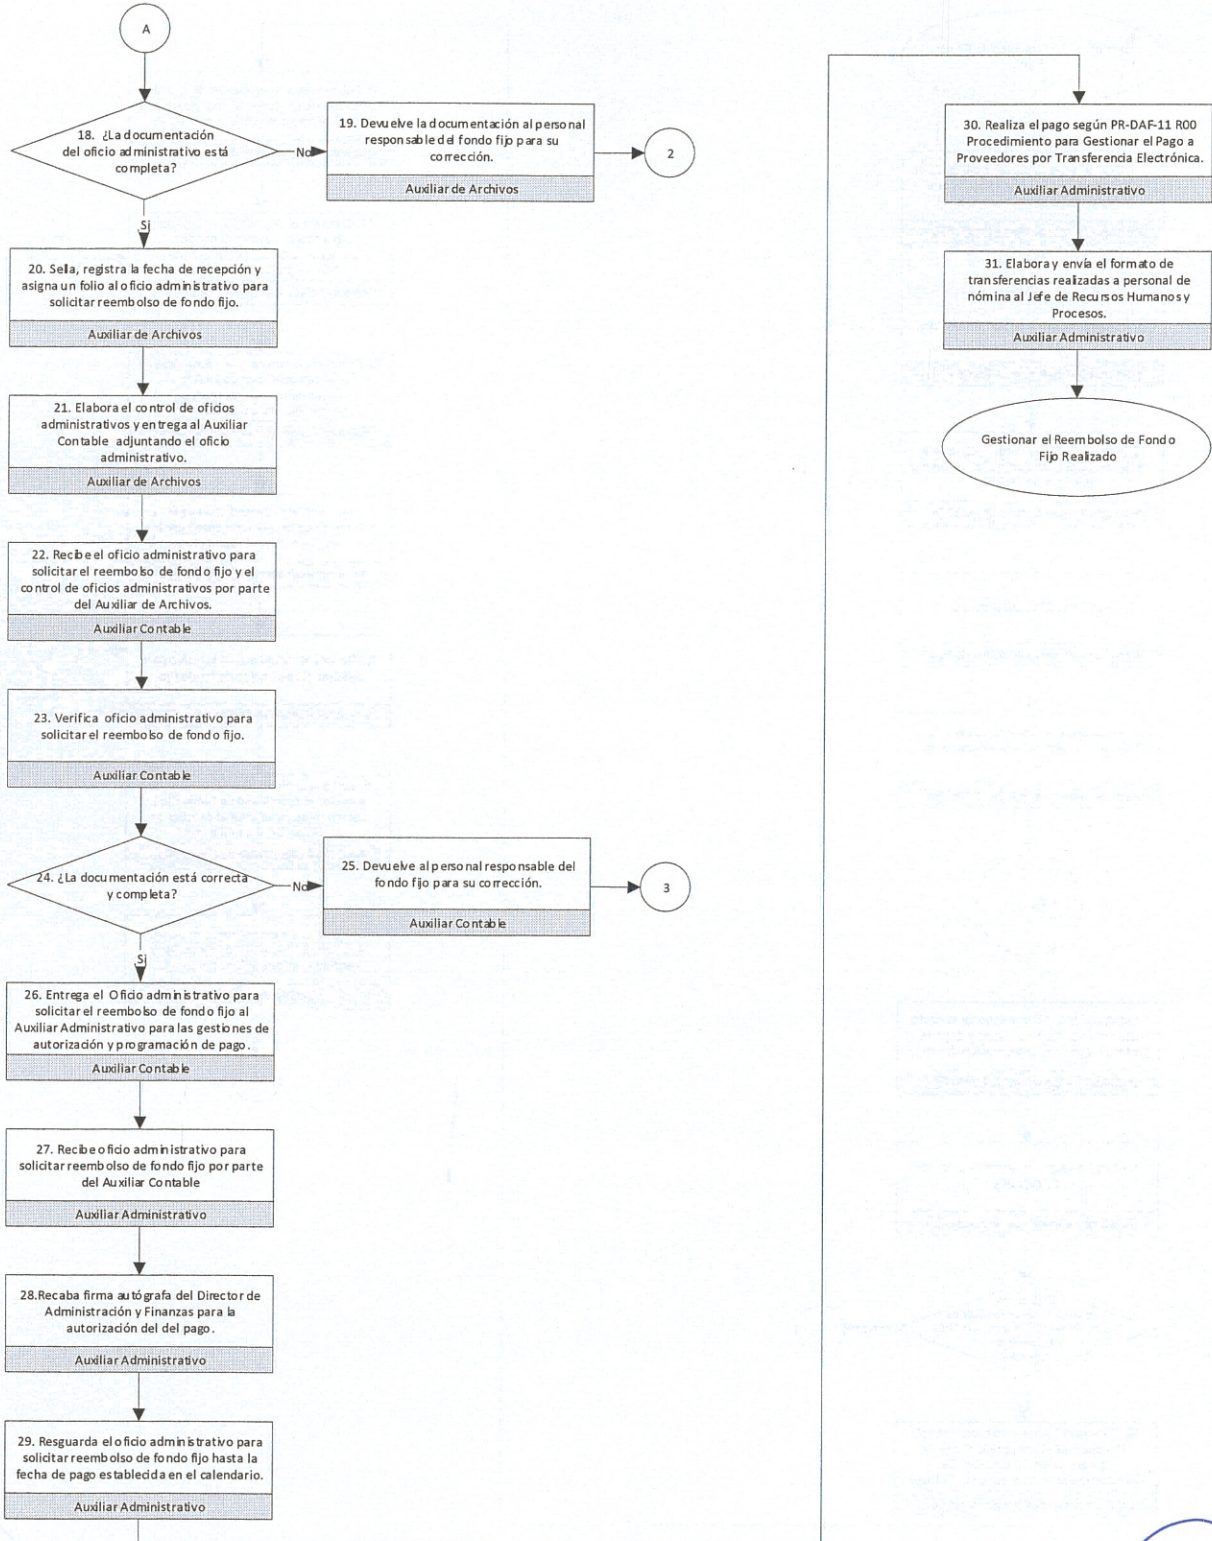 A
18. ¿La documentación
del oficio administrativo está
completa?
No
19. Devuelve la documentación al personal
responsable del fondo fijo para su
corrección.
Auxiliar de Archivos
2
Si
20. Sella, registra la fecha de recepción y
asigna un folio al oficio administrativo para
solicitar reembolso de fondo fijo.
Auxiliar de Archivos
21. Elabora el control de oficios
administrativos y entrega al Auxiliar
Contable adjuntando el oficio
administrativo.
Auxiliar de Archivos
22. Recibe el oficio administrativo para
solicitar el reembolso de fondo fijo y el
control de oficios administrativos por parte
del Auxiliar de Archivos.
Auxiliar Contable
23. Verifica oficio administrativo para
solicitar el reembolso de fondo fijo.
Auxiliar Contable
24. ¿La documentación está correcta
y completa?
No
25. Devuelve al personal responsable del
fondo fijo para su corrección.
Auxiliar Contable
3
Si
26. Entrega el Oficio administrativo para
solicitar el reembolso de fondo fijo al
Auxiliar Administrativo para las gestiones de
autorización y programación de pago.
Auxiliar Contable
27. Recibe oficio administrativo para
solicitar reembolso de fondo fijo por parte
del Auxiliar Contable
Auxiliar Administrativo
28.Recaba firma autógrafa del Director de
Administración y Finanzas para la
autorización del del pago.
Auxiliar Administrativo
29. Resguarda el oficio administrativo para
solicitar reembolso de fondo fijo hasta la
fecha de pago establecida en el calendario.
Auxiliar Administrativo
30. Realiza el pago según PR-DAF-11 R00
Procedimiento para Gestionar el Pago a
Proveedores por Transferencia Electrónica.
Auxiliar Administrativo
31. Elabora y envía el formato de
transferencias realizadas a personal de
nómina al Jefe de Recursos Humanos y
Procesos.
Auxiliar Administrativo
Gestionar el Reembolso de Fondo
Fijo Realizado